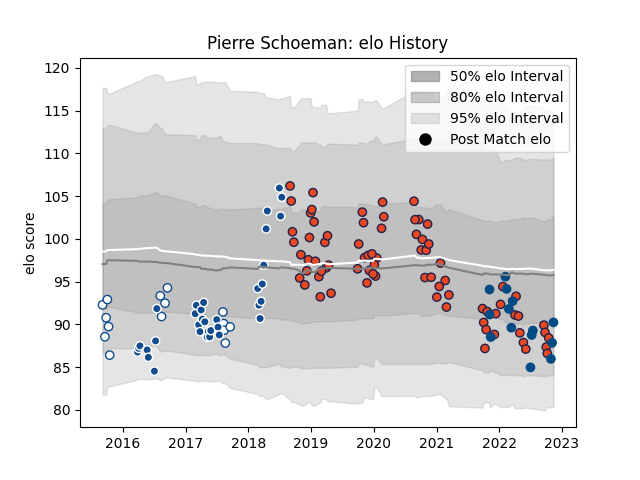 Pierre Schoeman: elo History
120
115
110
105
100
95
90
85
80
elo score
50% elo Interval
80% elo Interval
95% elo Interval
Post Match elo
2016
2017
2018
2019
2020
2021
2022
2023